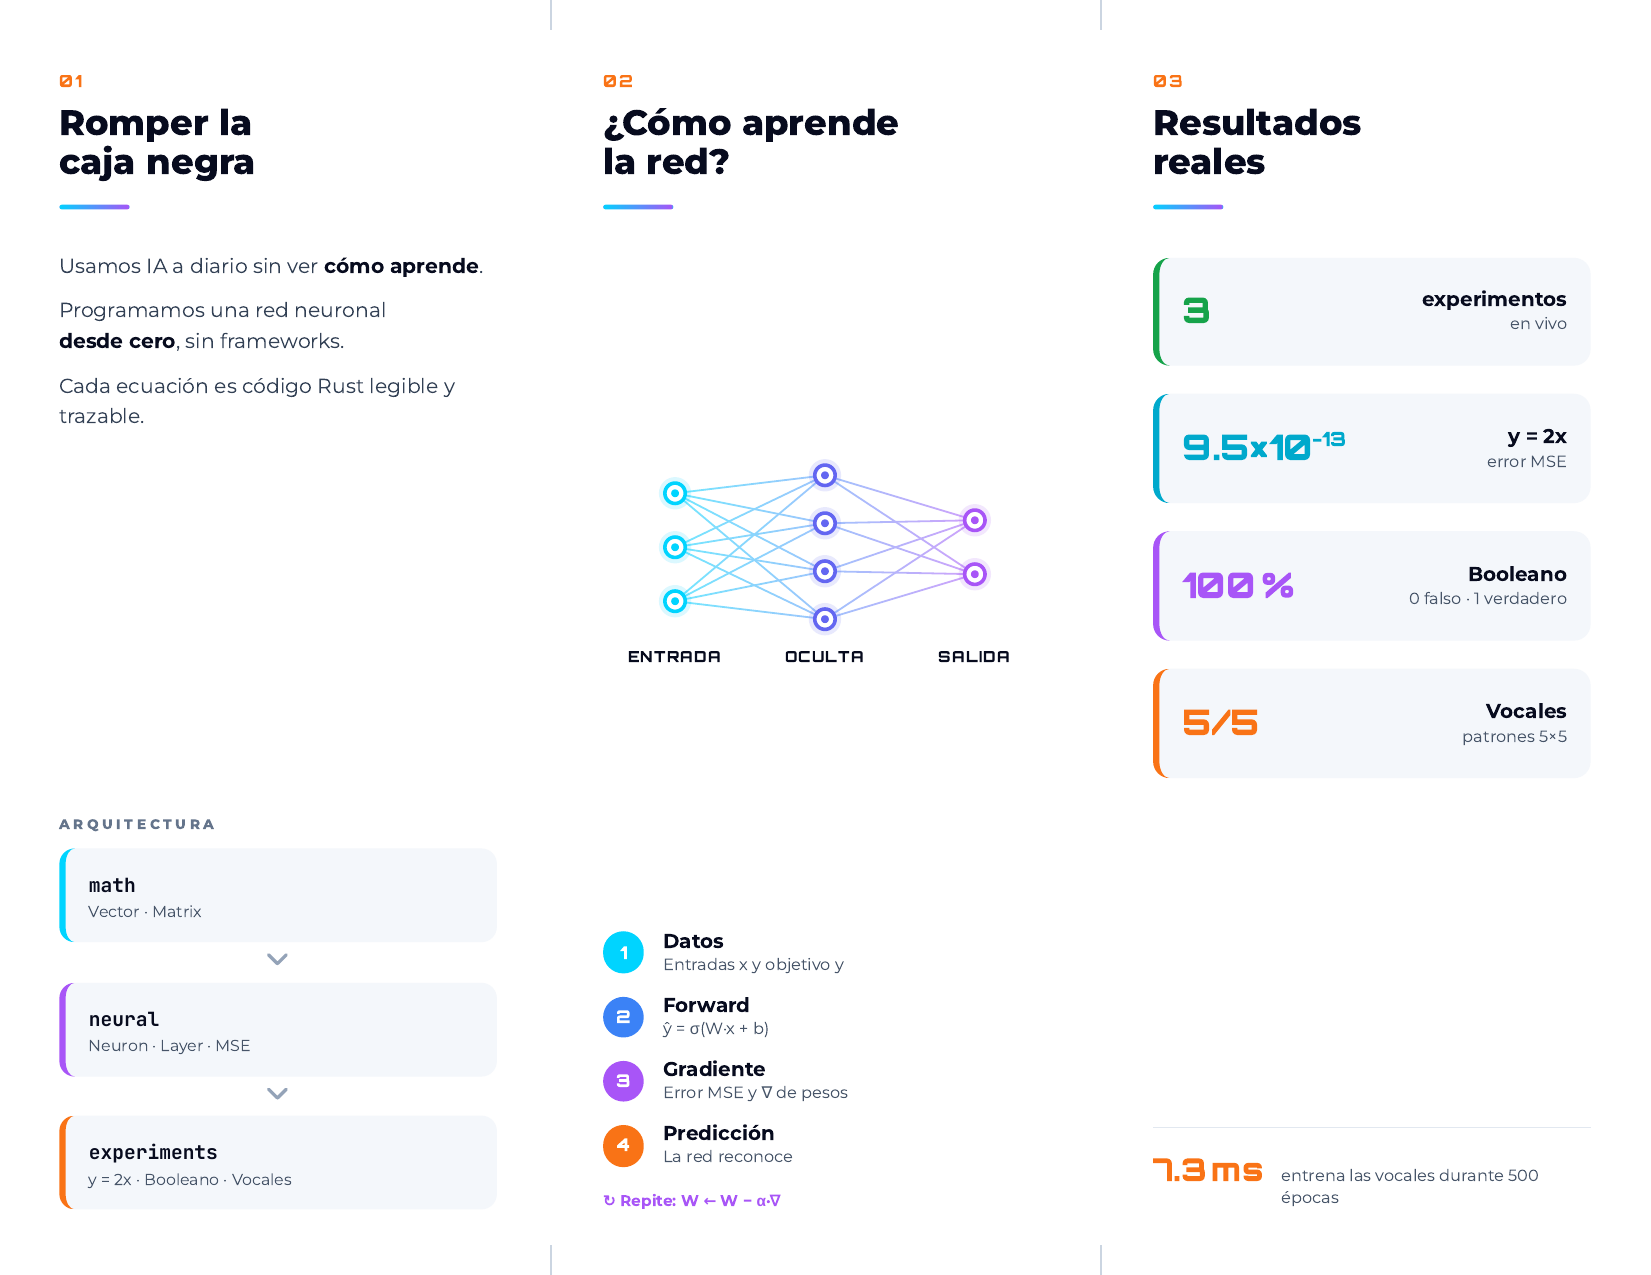 01
Romper la
caja negra
Usamos IA a diario sin ver cómo aprende.
Programamos una red neuronal
desde cero, sin frameworks.
Cada ecuación es código Rust legible y
trazable.
ARQUITECTURA
math
Vector · Matrix
neural
Neuron · Layer · MSE
experiments
y = 2x · Booleano · Vocales
02
¿Cómo aprende
la red?
ENTRADA
OCULTA
SALIDA
1
Datos
Entradas x y objetivo y
2
Forward
ŷ = σ(W·x + b)
3
Gradiente
Error MSE y ∇ de pesos
4
Predicción
La red reconoce
↻ Repite: W ← W − α·∇
03
Resultados
reales
3
experimentos
en vivo
9.5x10⁻¹³
y = 2x
error MSE
100 %
Booleano
0 falso · 1 verdadero
5/5
Vocales
patrones 5×5
7.3 ms
entrena las vocales durante 500
épocas